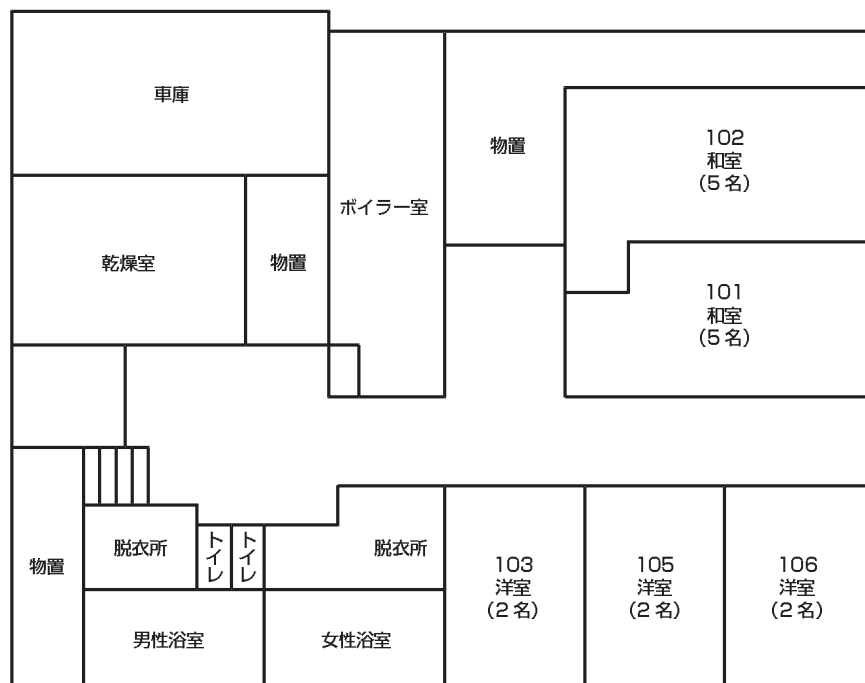 車庫
物置
102
和室
(5 名)
ボイラー室
乾燥室
物置
101
和室
(5 名)
物置
脱衣所
トイレ
トイレ
脱衣所
103
洋室
(2 名)
105
洋室
(2 名)
106
洋室
(2 名)
男性浴室
女性浴室